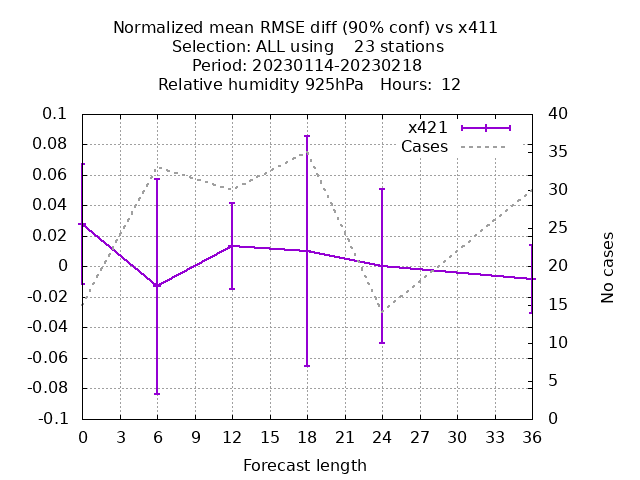 Normalized mean RMSE diff (90% conf) vs x411
Selection: ALL using    23 stations
Period: 20230114-20230218
Relative humidity 925hPa   Hours:  12
0.1
0.08
0.06
0.04
0.02
0
-0.02
-0.04
-0.06
-0.08
-0.1
x421
Cases
40
35
30
25
20
15
10
5
0
No cases
0 3 6 9 12 15 18 21 24 27 30 33 36
Forecast length